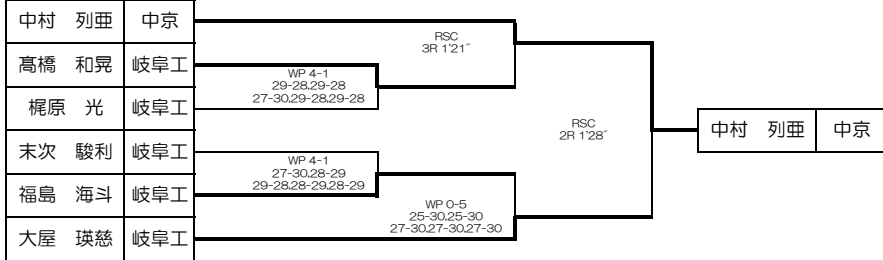 中村　列亜 中京
髙橋　和晃 岐阜工
梶原　光 岐阜工
末次　駿利 岐阜工
福島　海斗 岐阜工
大屋　瑛慈 岐阜工
WP 4-1
29-28,29-28
27-30,29-28,29-28
WP 4-1
27-30,28-29
29-28,28-29,28-29
RSC
3R 1'21″
WP 0-5
25-30,25-30
27-30,27-30,27-30
RSC
2R 1'28″
中村　列亜 中京